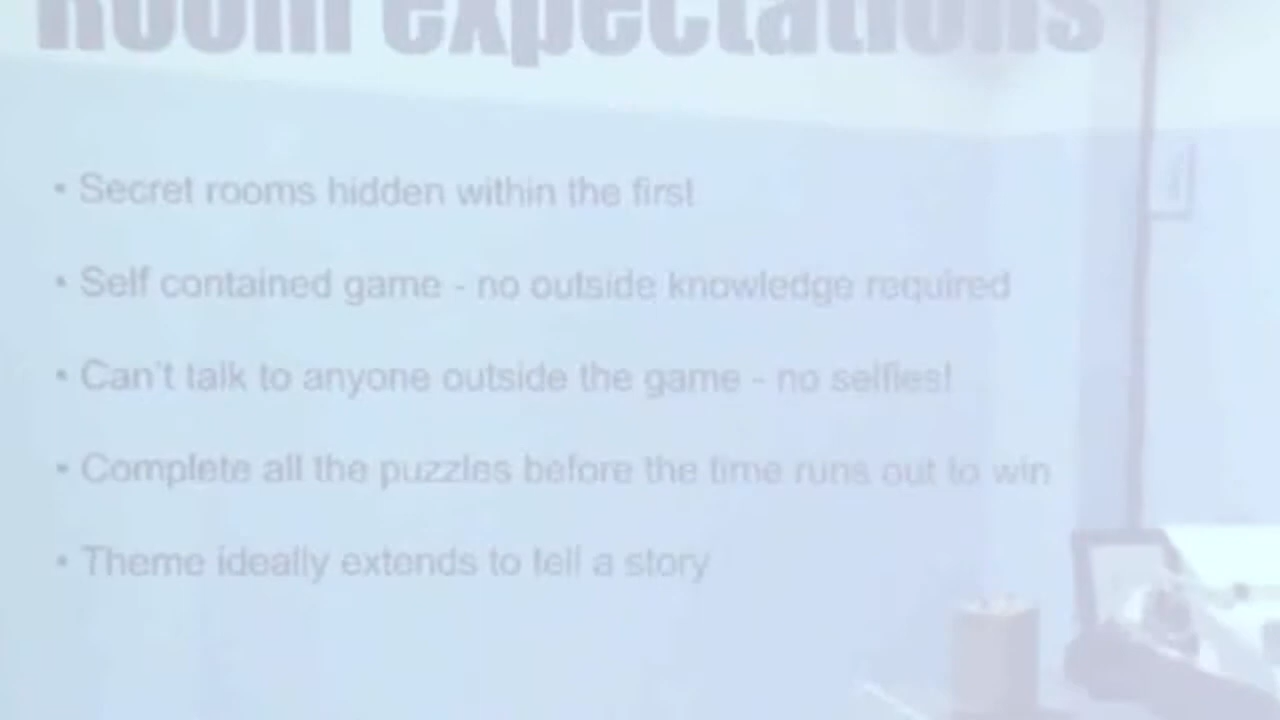 Room expectations
• Secret rooms hidden within the first
• Self contained game - no outside knowledge required
• Can't talk to anyone outside the game - no selfies!
• Complete all the puzzles before the time runs out to win
• Theme ideally extends to tell a story